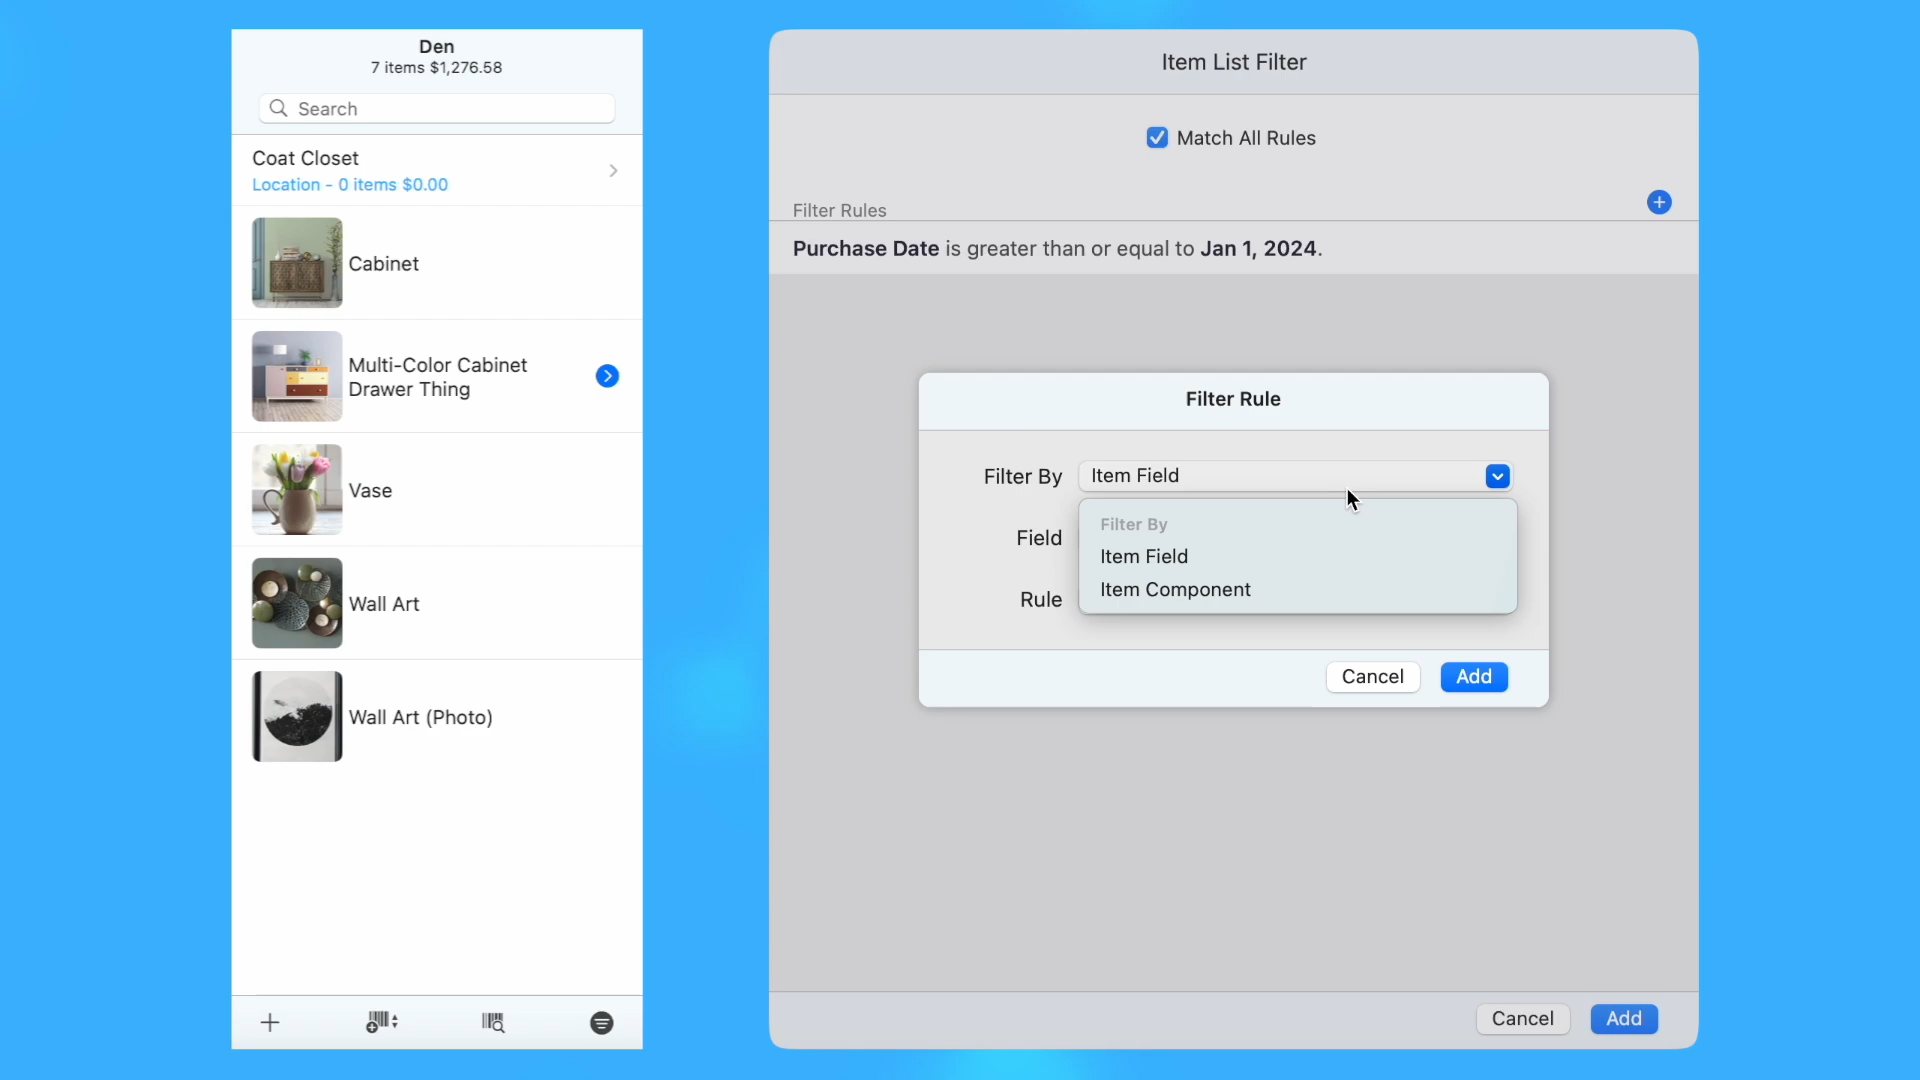 Den
7 items $1,276.58
Search
Coat Closet
Location - 0 items $0.00
Cabinet
Multi-Color Cabinet
Drawer Thing
Vase
Wall Art
Wall Art (Photo)
Item List Filter
Match All Rules
Filter Rules
Purchase Date is greater than or equal to Jan 1, 2024.
Filter Rule
Filter By Item Field
Filter By
Field
Item Field
Item Component
Rule
Cancel Add
Cancel Add